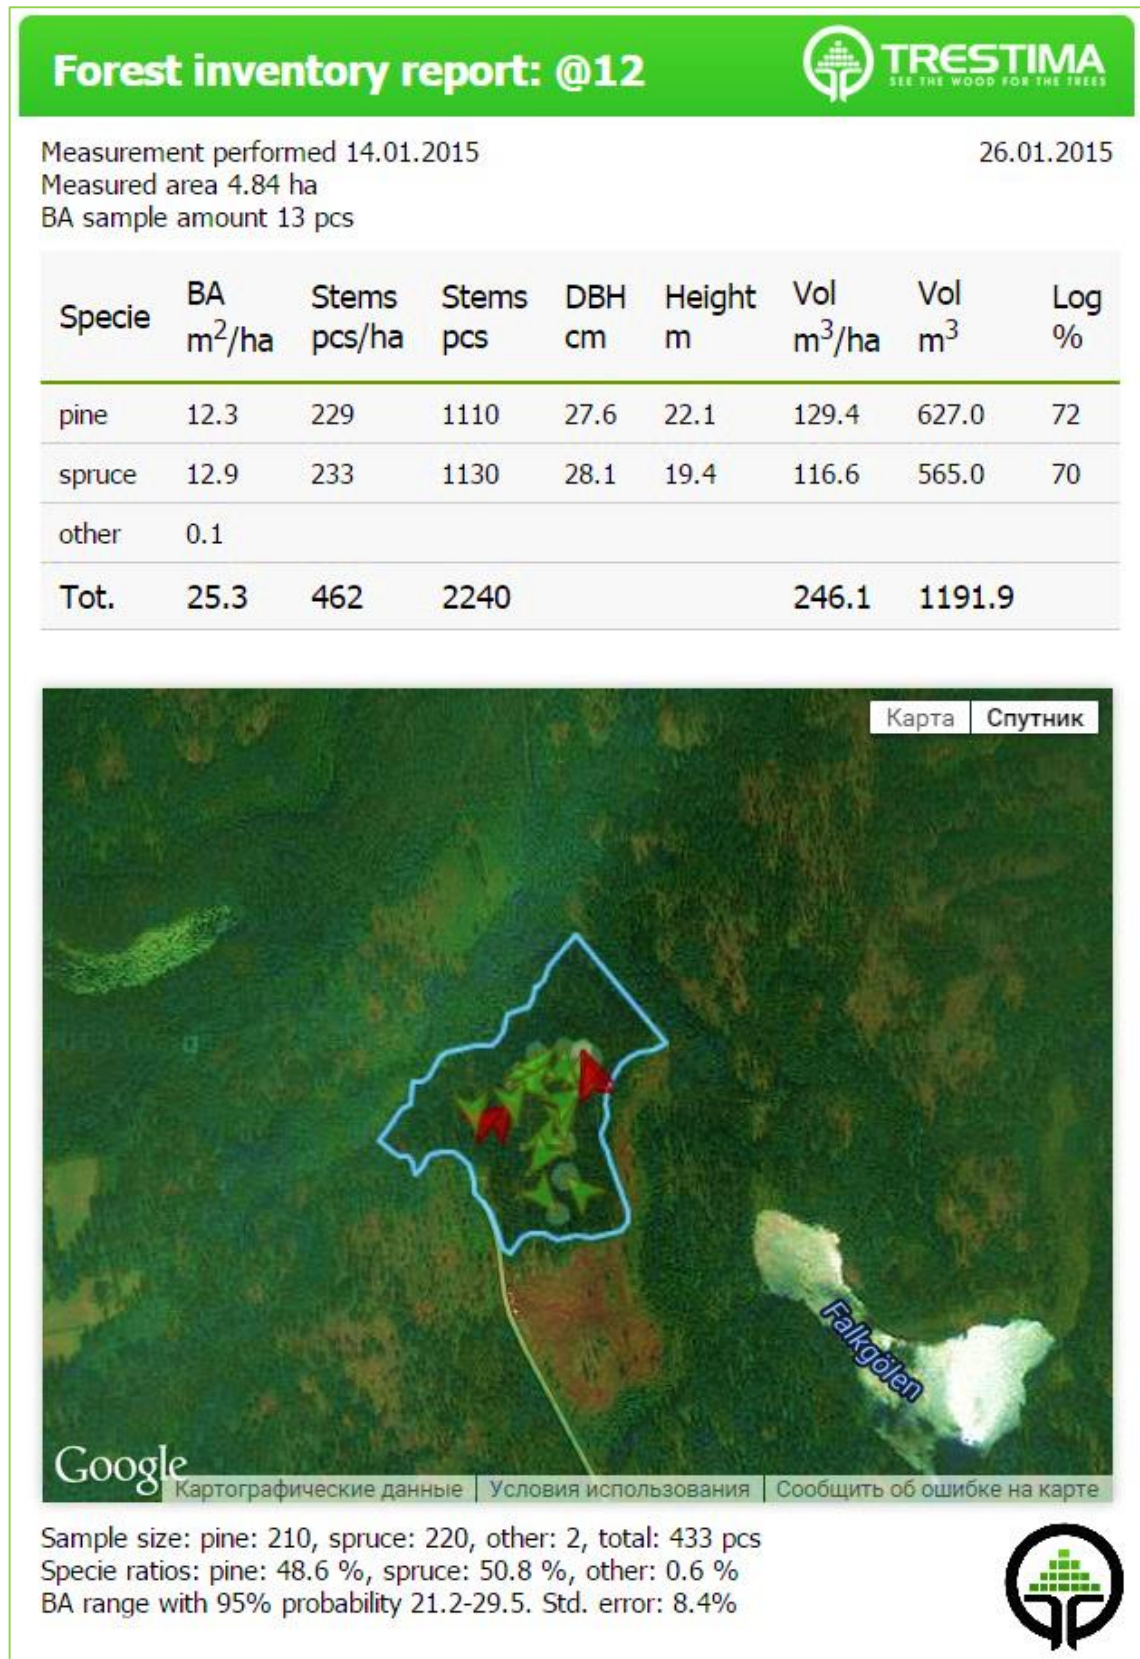 Forest inventory report: @12
TRESTIMA
SEE THE WOOD FOR THE TREES
Measurement performed 14.01.2015
26.01.2015
Measured area 4.84 ha
BA sample amount 13 pcs
Specie BA m²/ha Stems pcs/ha Stems pcs DBH cm Height m Vol m³/ha Vol m³ Log %
pine 12.3 229 1110 27.6 22.1 129.4 627.0 72
spruce 12.9 233 1130 28.1 19.4 116.6 565.0 70
other 0.1
Tot. 25.3 462 2240 246.1 1191.9
Карта Спутник
Falkgölen
Google
Картографические данные Условия использования Сообщить об ошибке на карте
Sample size: pine: 210, spruce: 220, other: 2, total: 433 pcs
Specie ratios: pine: 48.6 %, spruce: 50.8 %, other: 0.6 %
BA range with 95% probability 21.2-29.5. Std. error: 8.4%